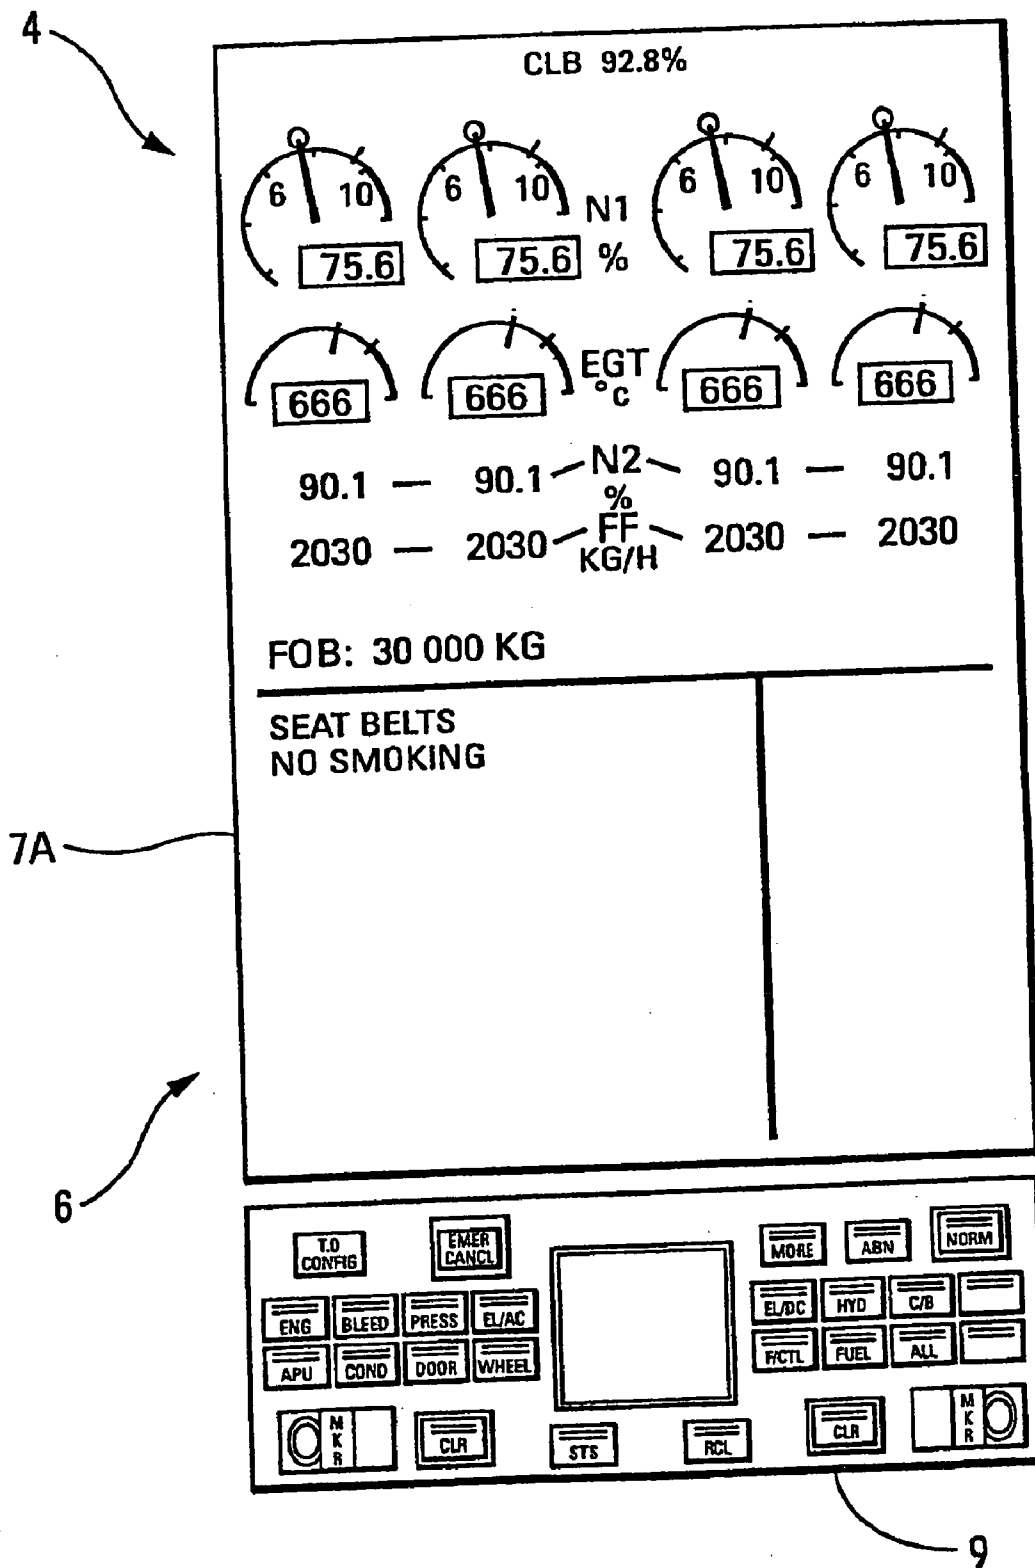 4
CLB 92.8%
6 10 6 10 6 10 6 10
N1
75.6 75.6 % 75.6 75.6
EGT
666 666 °C 666 666
90.1 — 90.1 N2 90.1 — 90.1
%
2030 — 2030 FF 2030 — 2030
KG/H
FOB: 30 000 KG
SEAT BELTS
NO SMOKING
7A
6
T.O CONFIG
EMER CANCL
MORE ABN NORM
ENG BLEED PRESS EL/AC EL/DC HYD C/B
APU COND DOOR WHEEL F/CTL FUEL ALL
MKR CLR STS RCL CLR MKR
9